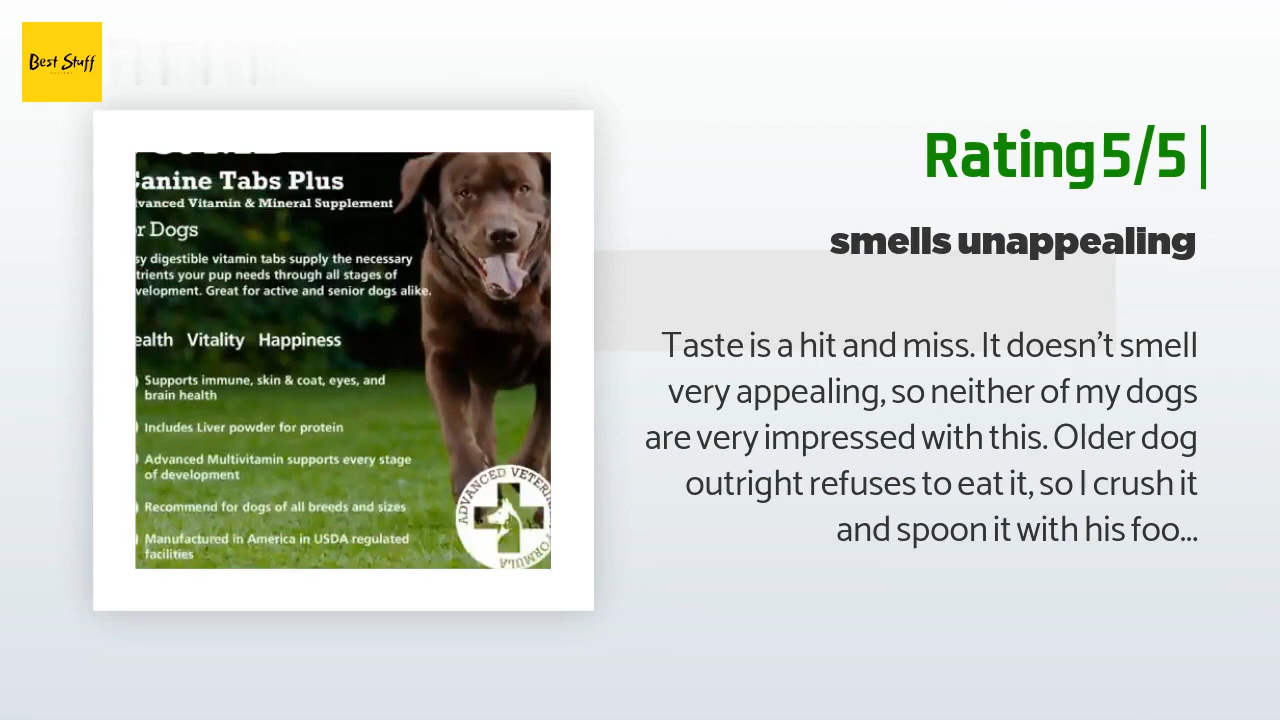 Best Stuff
Canine Tabs Plus
dvanced Vitamin & Mineral Supplement
r Dogs
sy digestible vitamin tabs supply the necessary
trients your pup needs through all stages of
velopment. Great for active and senior dogs alike.
ealth Vitality Happiness
Supports immune, skin & coat, eyes, and
brain health
Includes Liver powder for protein
Advanced Multivitamin supports every stage
of development
Recommend for dogs of all breeds and sizes
Manufactured in America in USDA regulated
facilities
ADVANCED VETERIN
FORMULA
Rating 5/5 |
smells unappealing
Taste is a hit and miss. It doesn't smell
very appealing, so neither of my dogs
are very impressed with this. Older dog
outright refuses to eat it, so I crush it
and spoon it with his foo...